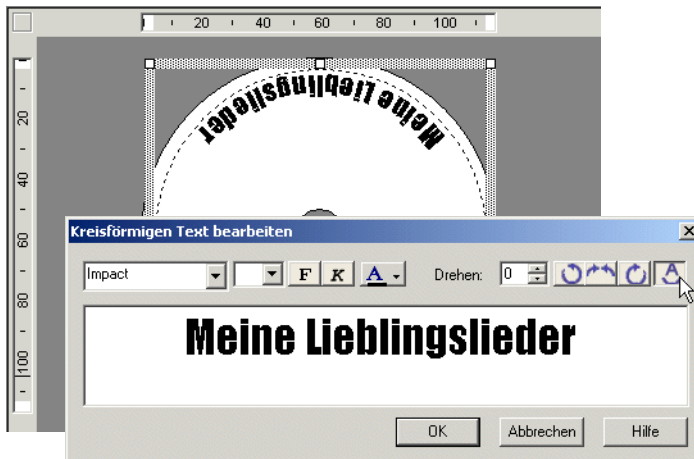 20 40 60 80 100
20
40
60
80
100
Meine Lieblingslieder
Kreisförmigen Text bearbeiten
Impact F K A Drehen: 0 A
Meine Lieblingslieder
OK Abbrechen Hilfe